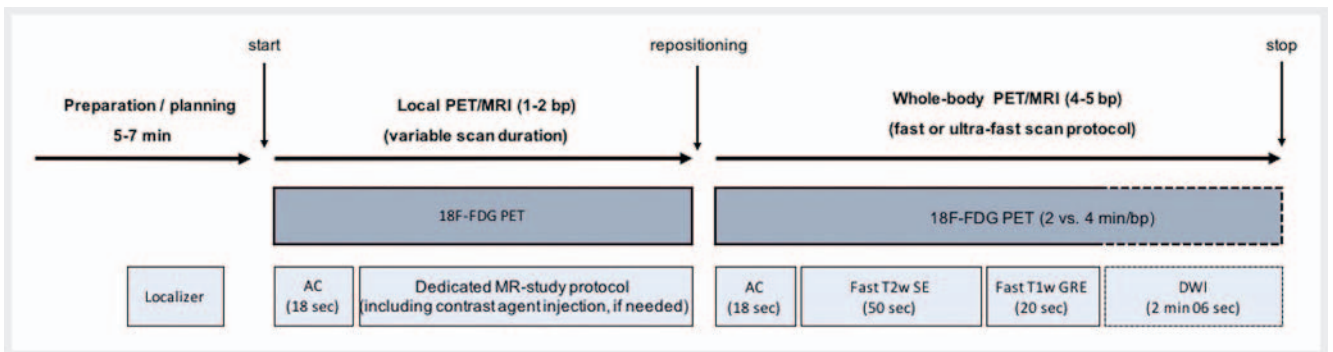 start
repositioning
stop
Preparation / planning
5-7 min
Local PET/MRI (1-2 bp)
(variable scan duration)
Whole-body PET/MRI (4-5 bp)
(fast or ultra-fast scan protocol)
18F-FDG PET
18F-FDG PET (2 vs. 4 min/bp)
Localizer
AC
(18 sec)
Dedicated MR-study protocol
(including contrast agent injection, if needed)
AC
(18 sec)
Fast T2w SE
(50 sec)
Fast T1w GRE
(20 sec)
DWI
(2 min 06 sec)